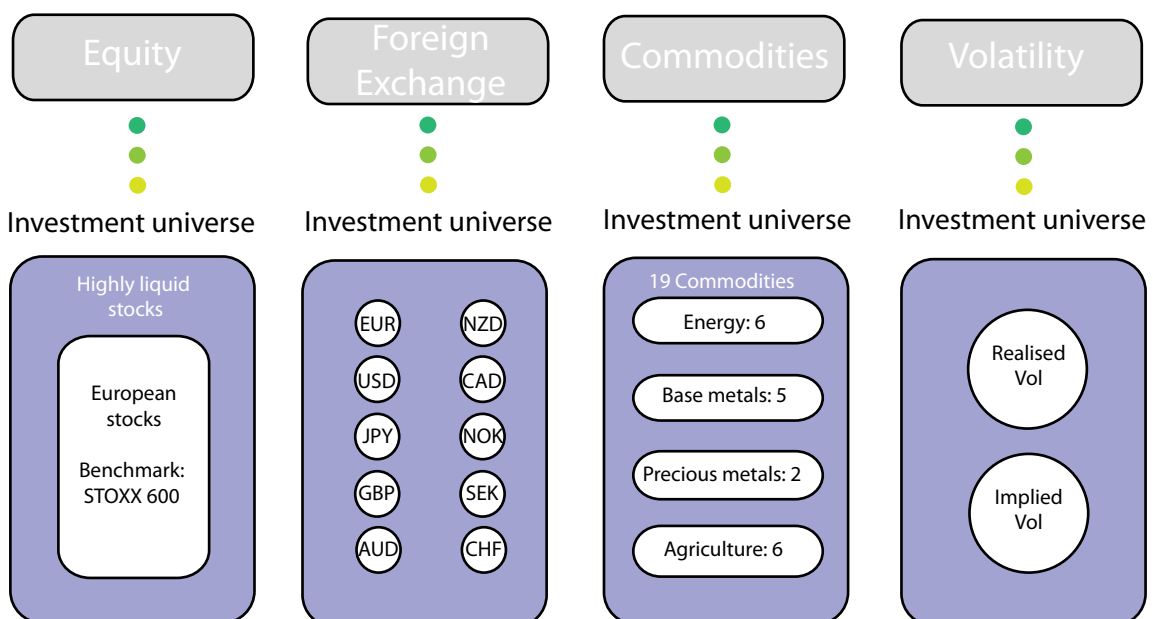 Equity
Foreign
Exchange
Commodities
Volatility
Investment universe
Investment universe
Investment universe
Investment universe
Highly liquid
stocks
European
stocks
Benchmark:
STOXX 600
EUR
NZD
USD
CAD
JPY
NOK
GBP
SEK
AUD
CHF
19 Commodities
Energy: 6
Base metals: 5
Precious metals: 2
Agriculture: 6
Realised
Vol
Implied
Vol